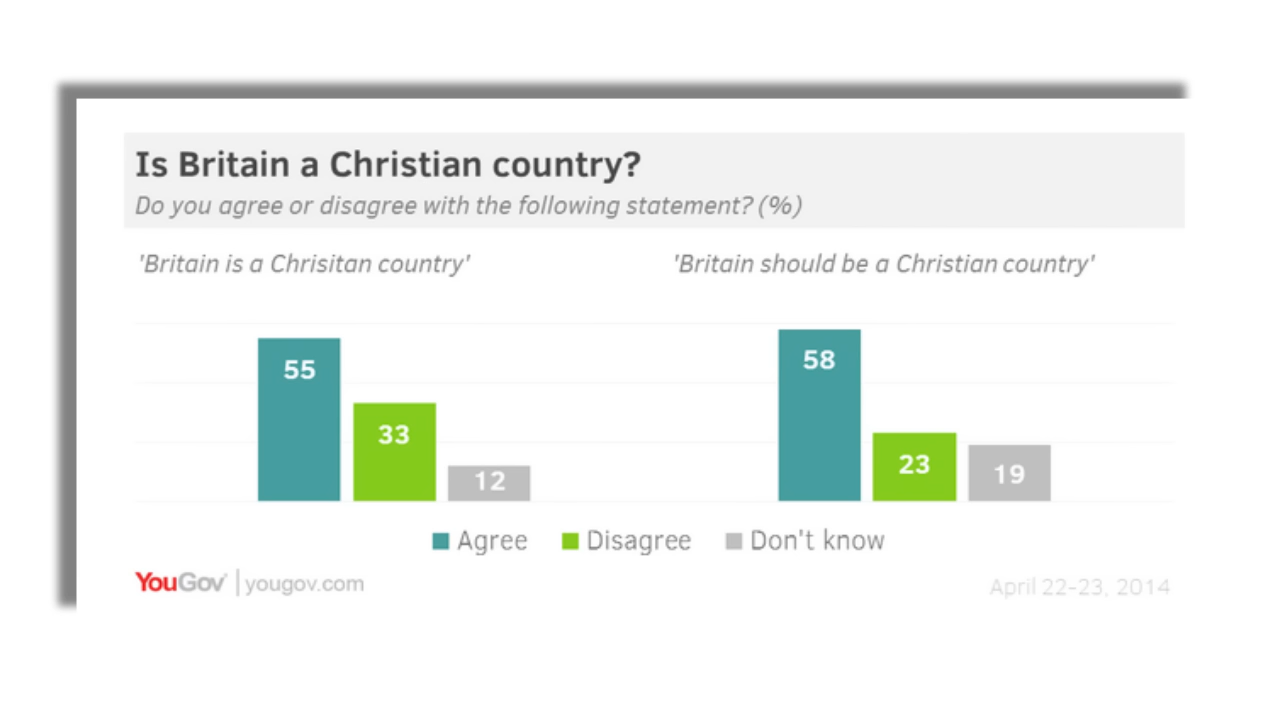 Is Britain a Christian country?
Do you agree or disagree with the following statement? (%)
'Britain is a Chrisitan country'
'Britain should be a Christian country'
55
33
12
58
23
19
Agree Disagree Don't know
YouGov | yougov.com
April 22-23, 2014